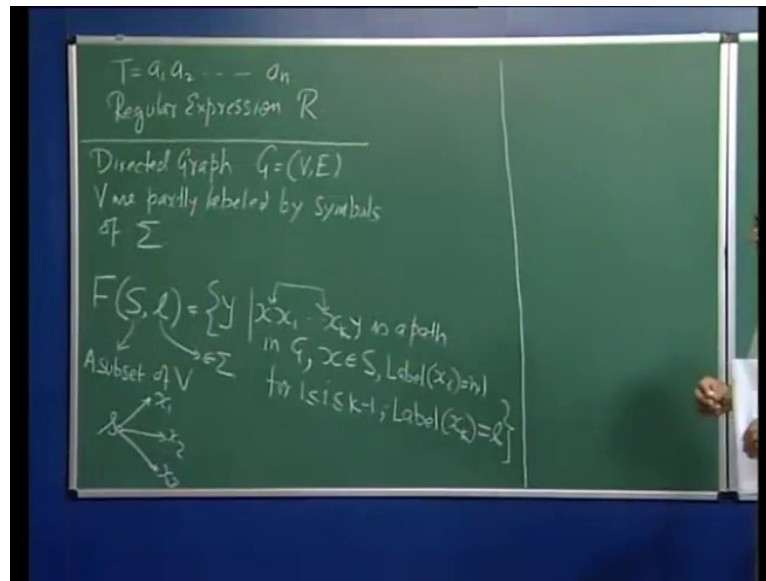 T = a₁ a₂ ---- aₙ
Regular Expression R
Directed Graph G = (V, E)
V are partly labeled by Symbols
of Σ
F(S, l) = { y | x x₁ .. xₖ y is a path
in G, x ∈ S, Label(xᵢ) = nil
for 1 ≤ i ≤ k-1, Label(xₖ) = l }
∈ Σ
A subset of V
x₁
x₂
x₃